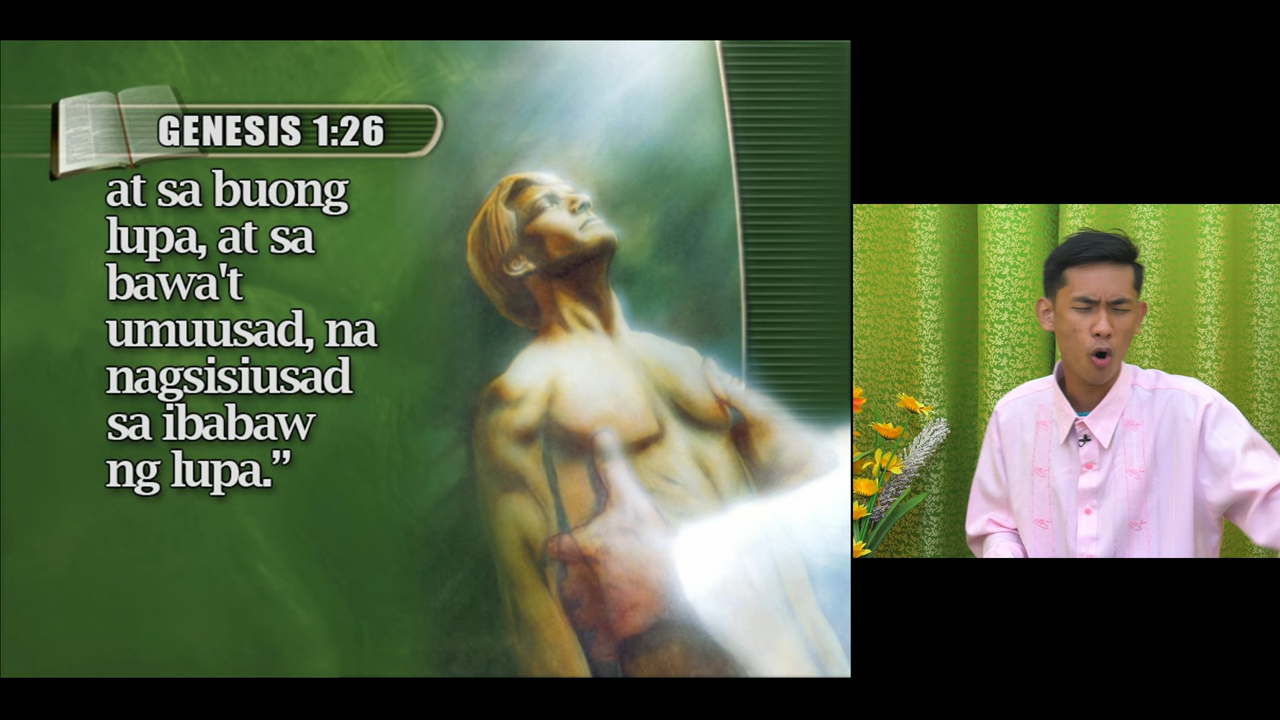 GENESIS 1:26
at sa buong
lupa, at sa
bawa't
umuusad, na
nagsisiusad
sa ibabaw
ng lupa.”